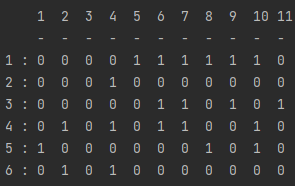 1 2 3 4 5 6 7 8 9 10 11
- - - - - - - - - - -
1 : 0 0 0 0 1 1 1 1 1 1 0
2 : 0 0 0 1 0 0 0 0 0 0 0
3 : 0 0 0 0 0 1 1 0 1 0 1
4 : 0 1 0 1 0 1 1 0 0 1 0
5 : 1 0 0 0 0 0 0 1 0 1 0
6 : 0 1 0 1 0 0 0 0 0 0 0